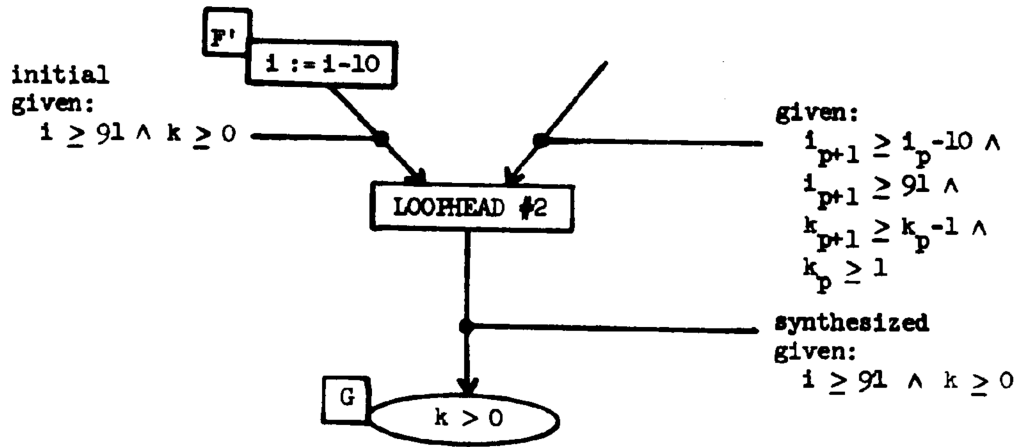 F'
i := i-10
initial
given:
i ≥ 91 ∧ k ≥ 0
given:
i_{p+1} ≥ i_p-10 ∧
i_{p+1} ≥ 91 ∧
k_{p+1} ≥ k_p-1 ∧
k_p ≥ 1
LOOPHEAD #2
synthesized
given:
i ≥ 91 ∧ k ≥ 0
G
k > 0